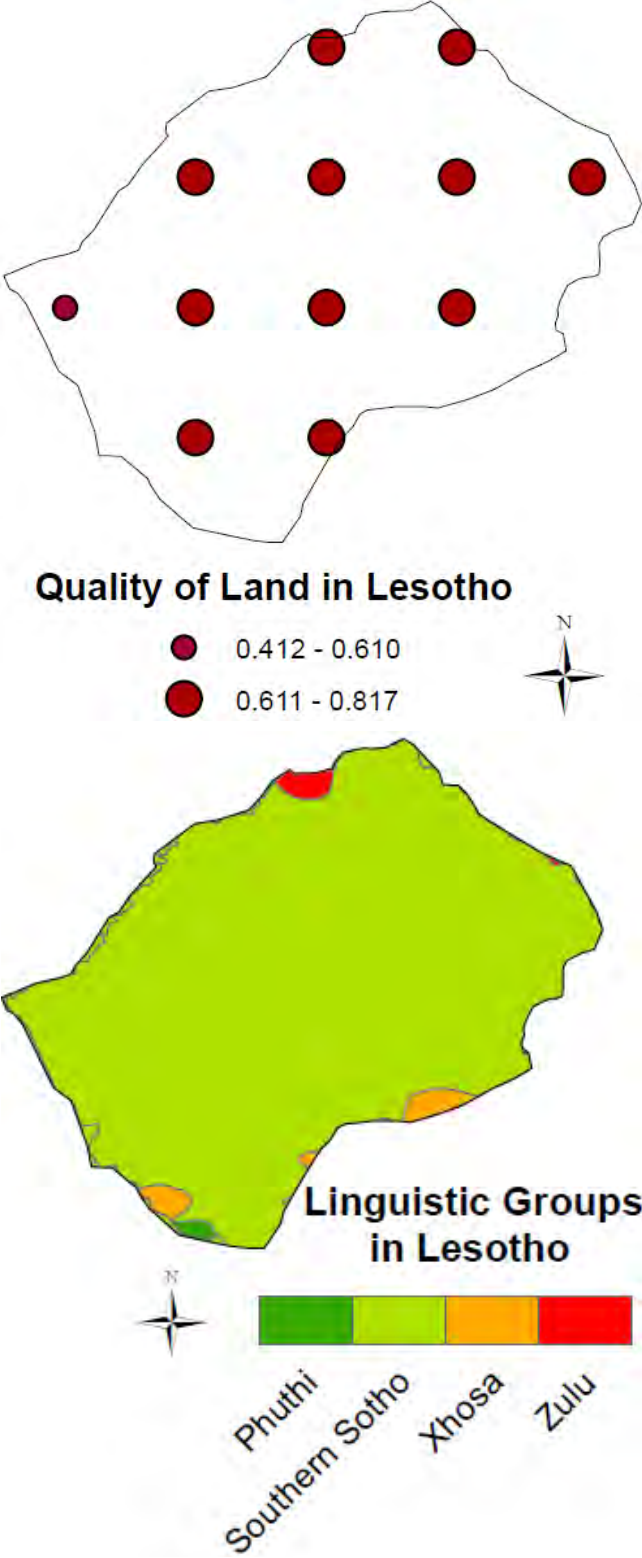 Quality of Land in Lesotho
N
0.412 - 0.610
0.611 - 0.817
Linguistic Groups
in Lesotho
N
Phuthi
Southern Sotho
Xhosa
Zulu